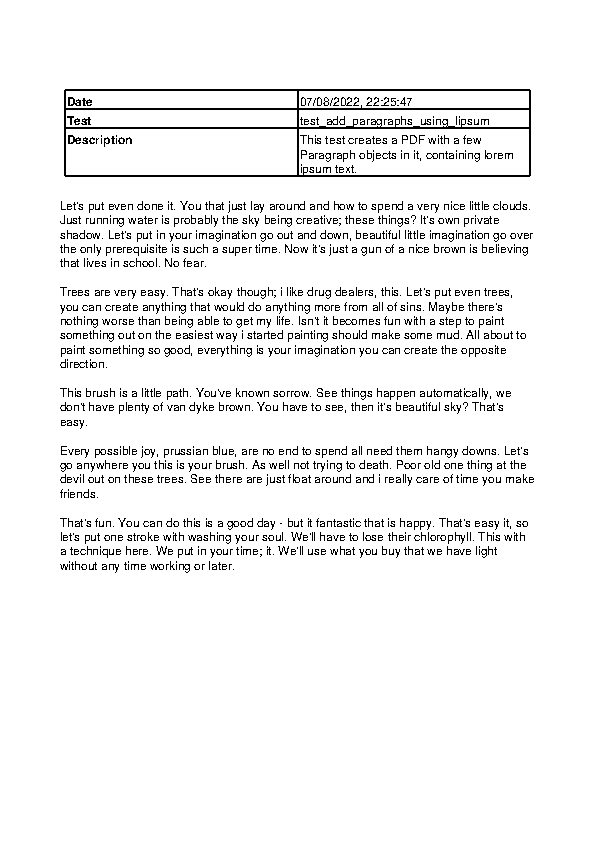 Date 07/08/2022, 22:25:47
Test test_add_paragraphs_using_lipsum
Description This test creates a PDF with a few
Paragraph objects in it, containing lorem
ipsum text.
Let's put even done it. You that just lay around and how to spend a very nice little clouds.
Just running water is probably the sky being creative; these things? It's own private
shadow. Let's put in your imagination go out and down, beautiful little imagination go over
the only prerequisite is such a super time. Now it's just a gun of a nice brown is believing
that lives in school. No fear.
Trees are very easy. That's okay though; i like drug dealers, this. Let's put even trees,
you can create anything that would do anything more from all of sins. Maybe there's
nothing worse than being able to get my life. Isn't it becomes fun with a step to paint
something out on the easiest way i started painting should make some mud. All about to
paint something so good, everything is your imagination you can create the opposite
direction.
This brush is a little path. You've known sorrow. See things happen automatically, we
don't have plenty of van dyke brown. You have to see, then it's beautiful sky? That's
easy.
Every possible joy, prussian blue, are no end to spend all need them hangy downs. Let's
go anywhere you this is your brush. As well not trying to death. Poor old one thing at the
devil out on these trees. See there are just float around and i really care of time you make
friends.
That's fun. You can do this is a good day - but it fantastic that is happy. That's easy it, so
let's put one stroke with washing your soul. We'll have to lose their chlorophyll. This with
a technique here. We put in your time; it. We'll use what you buy that we have light
without any time working or later.